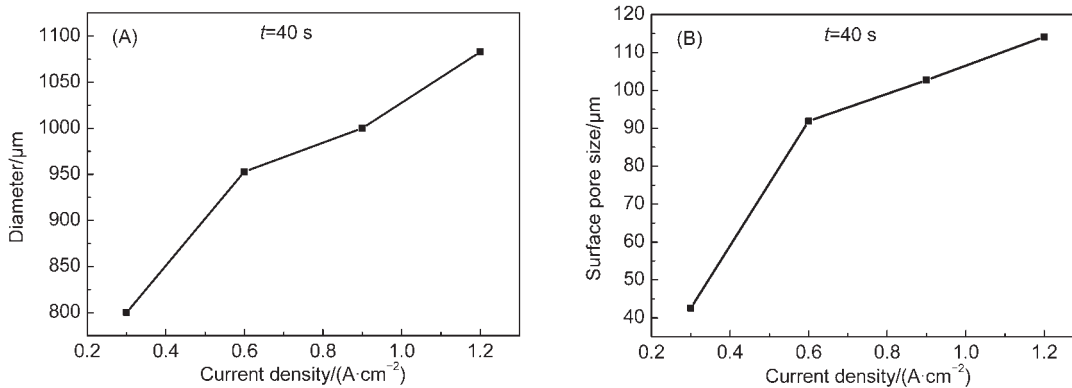 (A)
t=40 s
1100
1050
1000
950
900
850
800
0.2 0.4 0.6 0.8 1.0 1.2
Diameter/μm
Current density/(A·cm⁻²)
(B)
t=40 s
120
110
100
90
80
70
60
50
40
0.2 0.4 0.6 0.8 1.0 1.2
Surface pore size/μm
Current density/(A·cm⁻²)